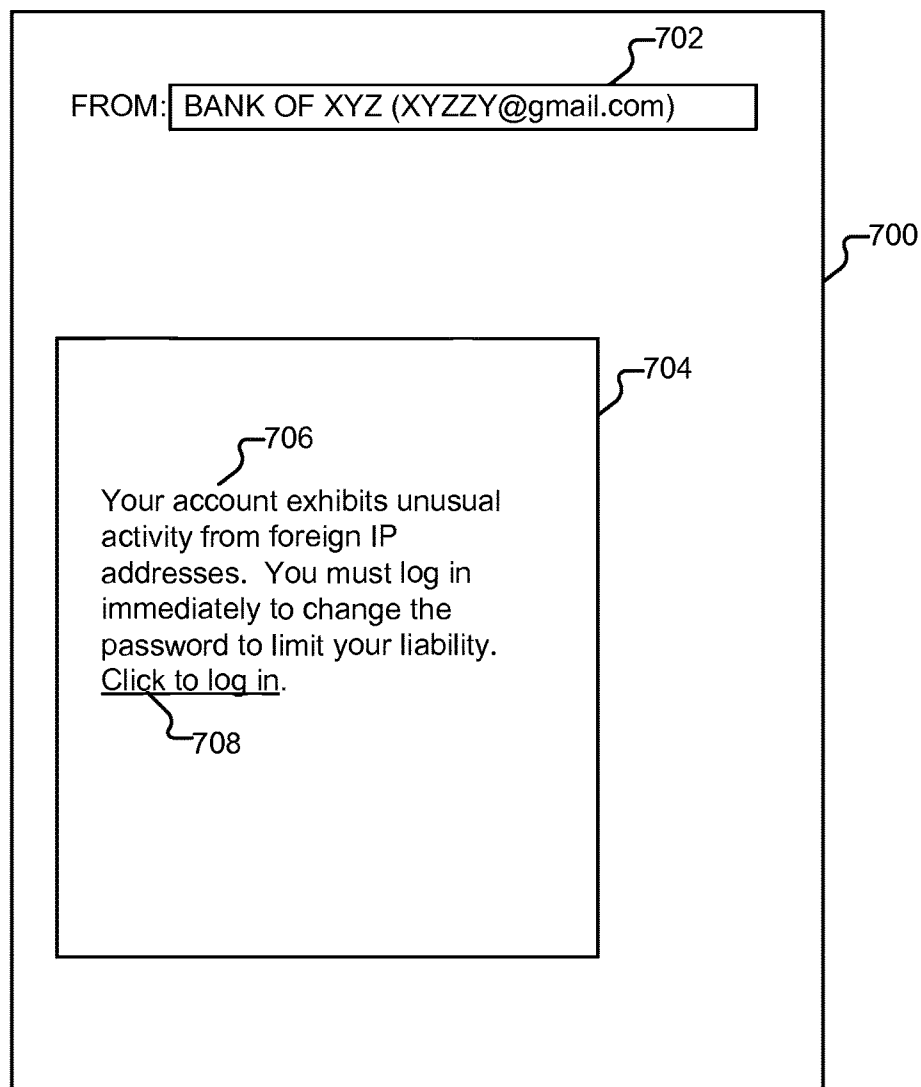 702
FROM: BANK OF XYZ (XYZZY@gmail.com)
700
704
706
Your account exhibits unusual
activity from foreign IP
addresses.  You must log in
immediately to change the
password to limit your liability.
Click to log in.
708